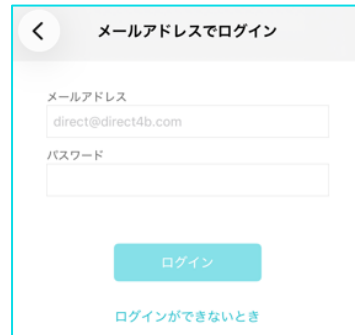 メールアドレスでログイン
メールアドレス
direct@direct4b.com
パスワード
ログイン
ログインができないとき